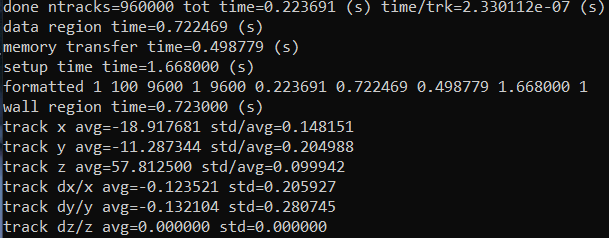 done ntracks=960000 tot time=0.223691 (s) time/trk=2.330112e-07 (s)
data region time=0.722469 (s)
memory transfer time=0.498779 (s)
setup time time=1.668000 (s)
formatted 1 100 9600 1 9600 0.223691 0.722469 0.498779 1.668000 1
wall region time=0.723000 (s)
track x avg=-18.917681 std/avg=0.148151
track y avg=-11.287344 std/avg=0.204988
track z avg=57.812500 std/avg=0.099942
track dx/x avg=-0.123521 std=0.205927
track dy/y avg=-0.132104 std=0.280745
track dz/z avg=0.000000 std=0.000000